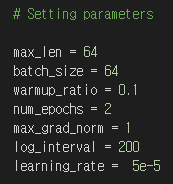 # Setting parameters
max_len = 64
batch_size = 64
warmup_ratio = 0.1
num_epochs = 2
max_grad_norm = 1
log_interval = 200
learning_rate =  5e-5